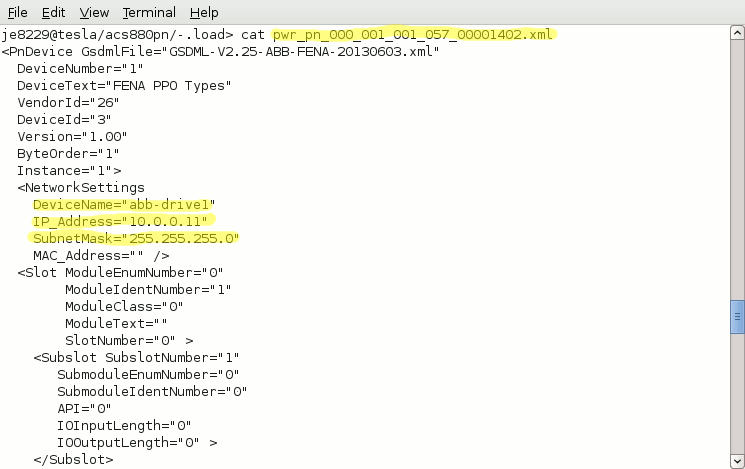 File Edit View Terminal Help
je8229@tesla/acs880pn/-.load> cat pwr_pn_000_001_001_057_00001402.xml
<PnDevice GsdmlFile="GSDML-V2.25-ABB-FENA-20130603.xml"
DeviceNumber="1"
DeviceText="FENA PPO Types"
VendorId="26"
DeviceId="3"
Version="1.00"
ByteOrder="1"
Instance="1">
<NetworkSettings
DeviceName="abb-drive1"
IP_Address="10.0.0.11"
SubnetMask="255.255.255.0"
MAC_Address="" />
<Slot ModuleEnumNumber="0"
ModuleIdentNumber="1"
ModuleClass="0"
ModuleText=""
SlotNumber="0" >
<Subslot SubslotNumber="1"
SubmoduleEnumNumber="0"
SubmoduleIdentNumber="0"
API="0"
IOInputLength="0"
IOOutputLength="0" >
</Subslot>